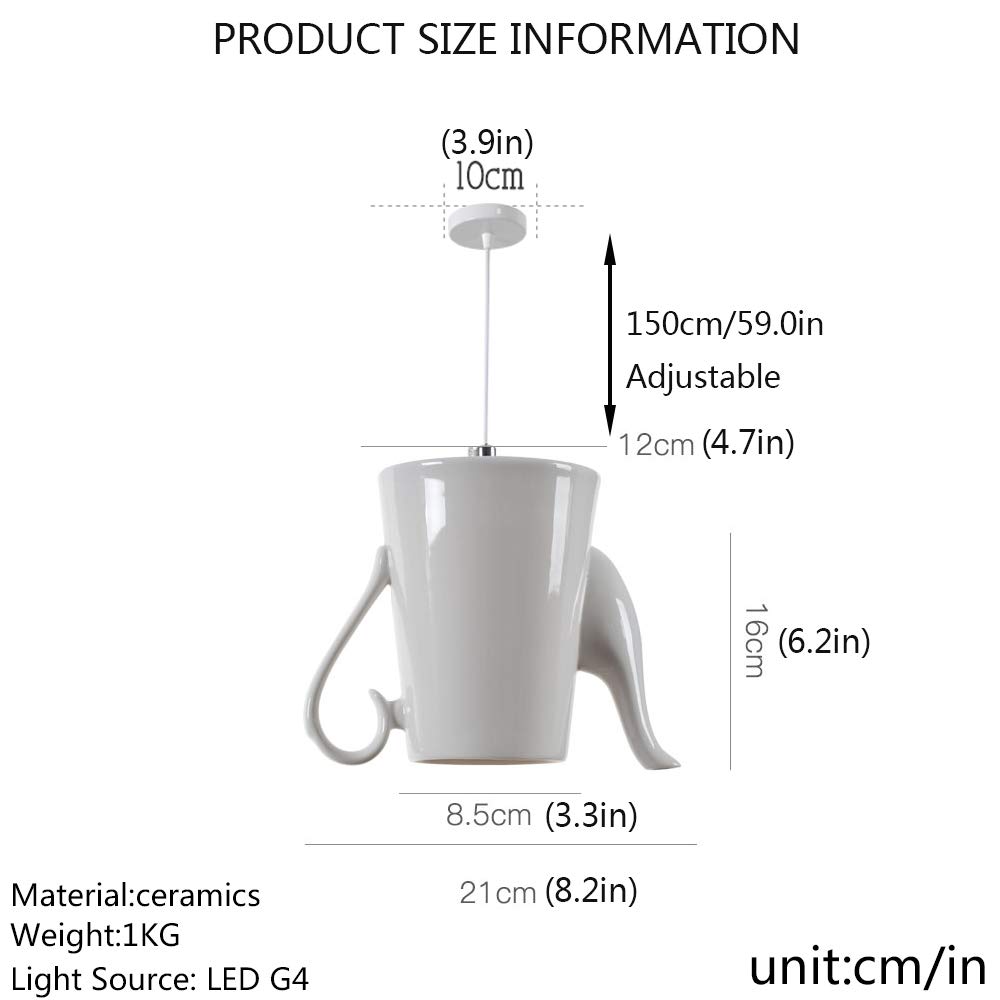 PRODUCT SIZE INFORMATION
(3.9in)
10cm
150cm/59.0in
Adjustable
12cm (4.7in)
16cm (6.2in)
8.5cm (3.3in)
21cm (8.2in)
Material:ceramics
Weight:1KG
Light Source: LED G4
unit:cm/in